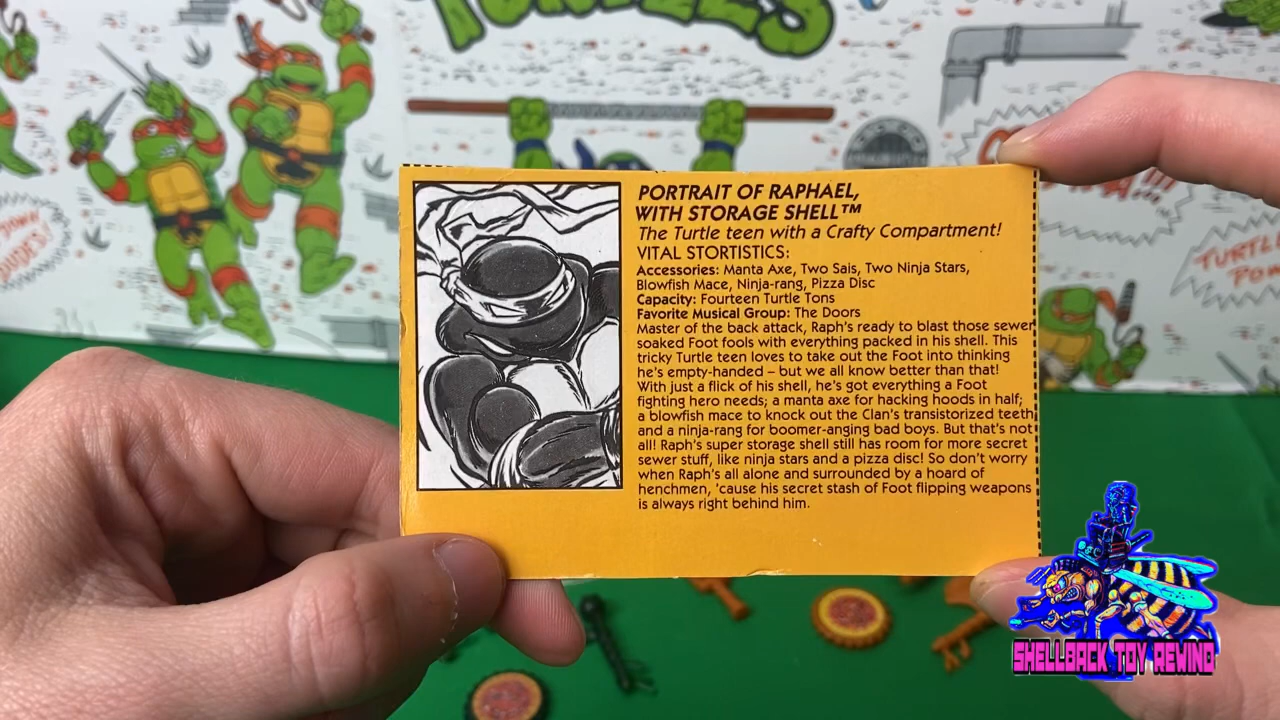 TURTLES
PORTRAIT OF RAPHAEL,
WITH STORAGE SHELL™
The Turtle teen with a Crafty Compartment!
VITAL STORTISTICS:
Accessories: Manta Axe, Two Sais, Two Ninja Stars,
Blowfish Mace, Ninja-rang, Pizza Disc
Capacity: Fourteen Turtle Tons
Favorite Musical Group: The Doors
Master of the back attack, Raph's ready to blast those sewer
soaked Foot fools with everything packed in his shell. This
tricky Turtle teen loves to take out the Foot into thinking
he's empty-handed – but we all know better than that!
With just a flick of his shell, he's got everything a Foot
fighting hero needs; a manta axe for hacking hoods in half;
a blowfish mace to knock out the Clan's transistorized teeth
and a ninja-rang for boomer-anging bad boys. But that's not
all! Raph's super storage shell still has room for more secret
sewer stuff, like ninja stars and a pizza disc! So don't worry
when Raph's all alone and surrounded by a hoard of
henchmen, 'cause his secret stash of Foot flipping weapons
is always right behind him.
TURTLE
POW
SHELLBACK TOY REWIND